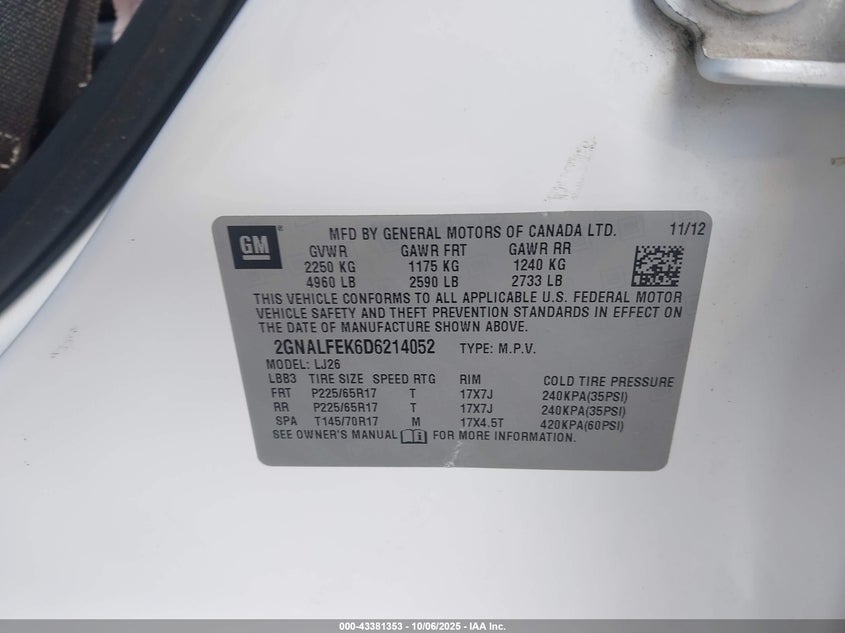 GM
MFD BY GENERAL MOTORS OF CANADA LTD. 11/12
GVWR GAWR FRT GAWR RR
2250 KG 1175 KG 1240 KG
4960 LB 2590 LB 2733 LB
THIS VEHICLE CONFORMS TO ALL APPLICABLE U.S. FEDERAL MOTOR
VEHICLE SAFETY AND THEFT PREVENTION STANDARDS IN EFFECT ON
THE DATE OF MANUFACTURE SHOWN ABOVE.
2GNALFEK6D6214052 TYPE: M.P.V.
MODEL: LJ26
LBB3 TIRE SIZE SPEED RTG RIM COLD TIRE PRESSURE
FRT P225/65R17 T 17X7J 240KPA(35PSI)
RR P225/65R17 T 17X7J 240KPA(35PSI)
SPA T145/70R17 M 17X4.5T 420KPA(60PSI)
SEE OWNER'S MANUAL FOR MORE INFORMATION.
000-43381353 - 10/06/2025 - IAA Inc.